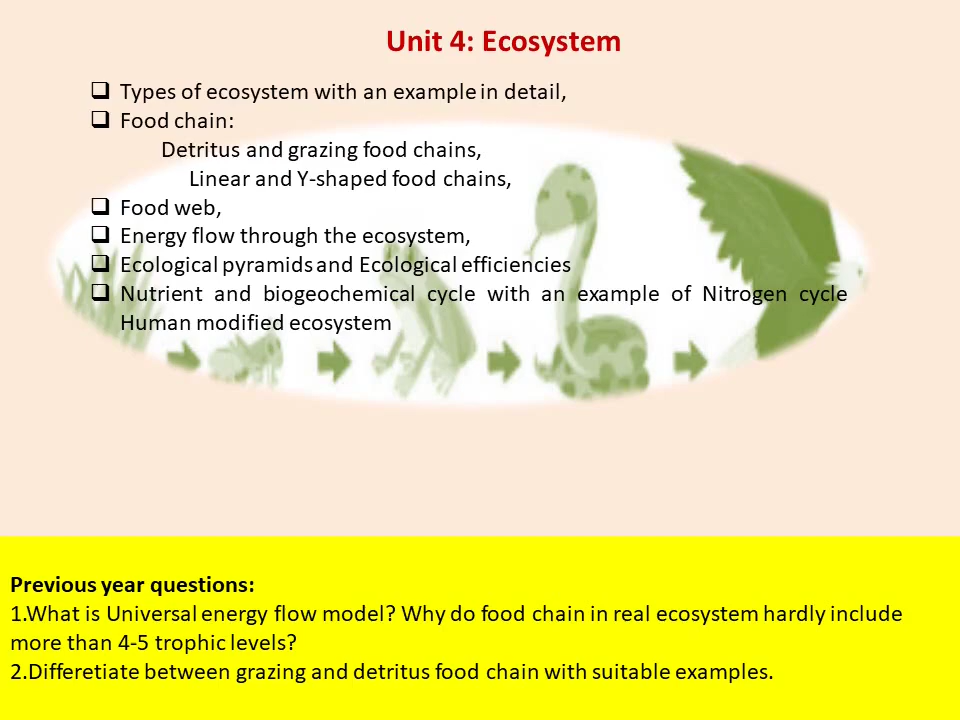 Unit 4: Ecosystem
❑ Types of ecosystem with an example in detail,
❑ Food chain:
Detritus and grazing food chains,
Linear and Y-shaped food chains,
❑ Food web,
❑ Energy flow through the ecosystem,
❑ Ecological pyramids and Ecological efficiencies
❑ Nutrient and biogeochemical cycle with an example of Nitrogen cycle
Human modified ecosystem
Previous year questions:
1.What is Universal energy flow model? Why do food chain in real ecosystem hardly include
more than 4-5 trophic levels?
2.Differetiate between grazing and detritus food chain with suitable examples.